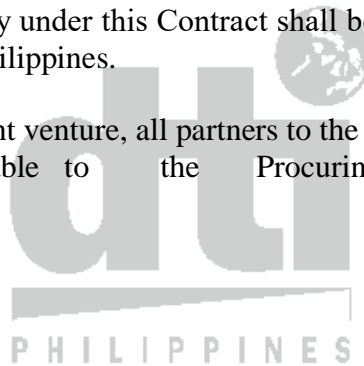 y under this Contract shall be
ilippines.
nt venture, all partners to the
ble to the Procurin
dti
PHILIPPINES